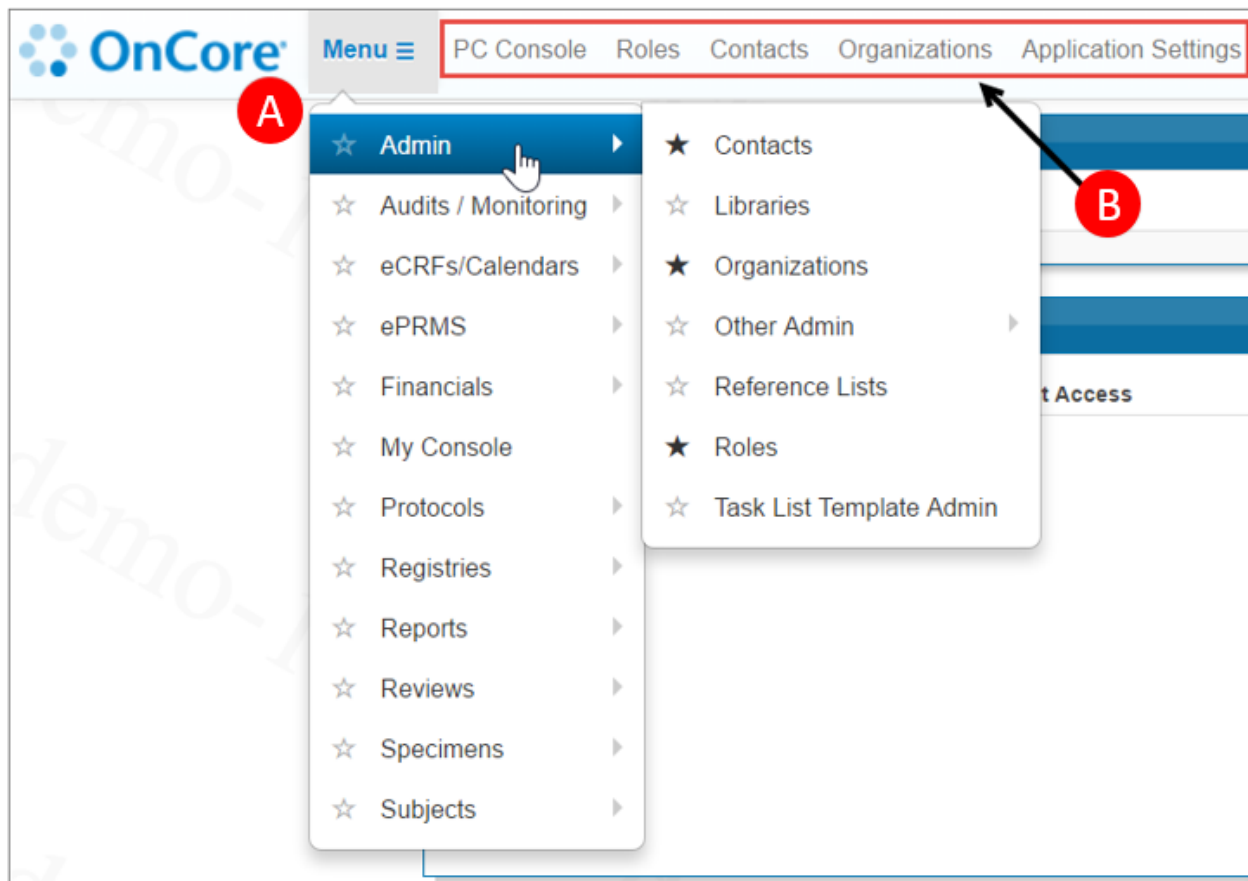 OnCore Menu PC Console Roles Contacts Organizations Application Settings
A
Admin
Audits / Monitoring
eCRFs/Calendars
ePRMS
Financials
My Console
Protocols
Registries
Reports
Reviews
Specimens
Subjects
Contacts
Libraries
Organizations
Other Admin
Reference Lists
Roles
Task List Template Admin
B
t Access
demo-